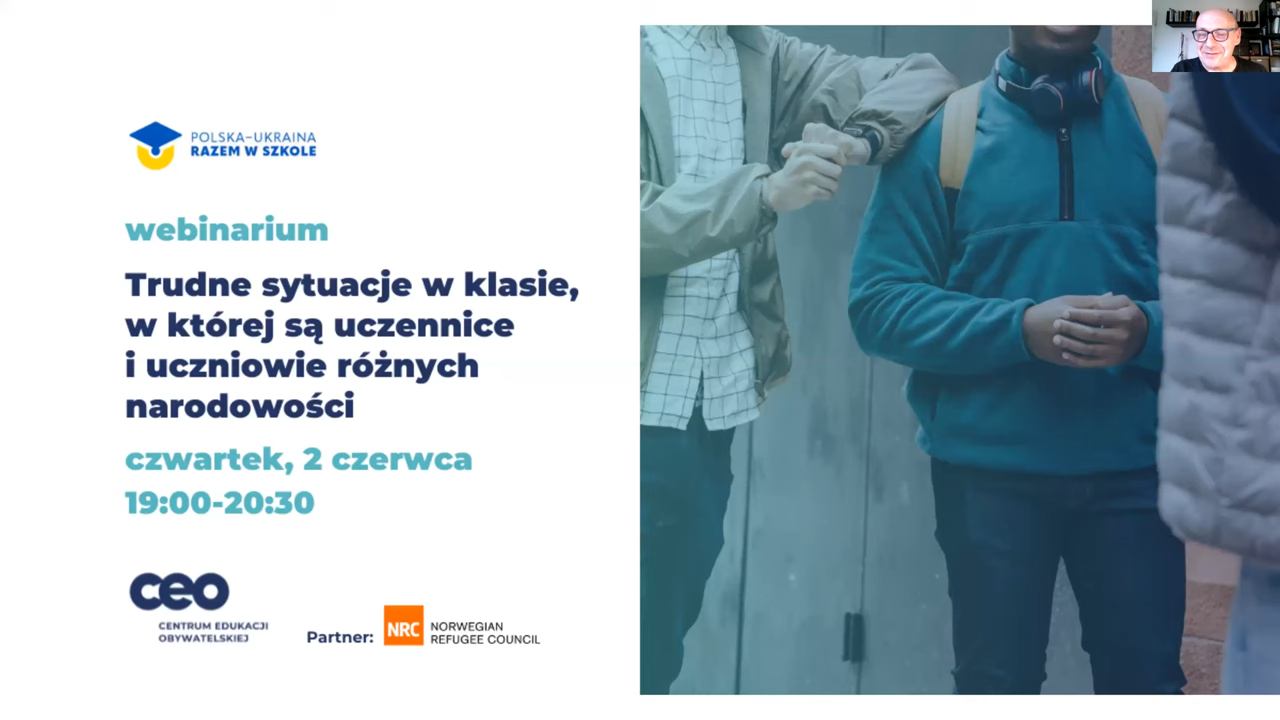 POLSKA-UKRAINA
RAZEM W SZKOLE
webinarium
Trudne sytuacje w klasie,
w której są uczennice
i uczniowie różnych
narodowości
czwartek, 2 czerwca
19:00-20:30
ceo
CENTRUM EDUKACJI
OBYWATELSKIEJ
Partner:
NRC
NORWEGIAN
REFUGEE COUNCIL